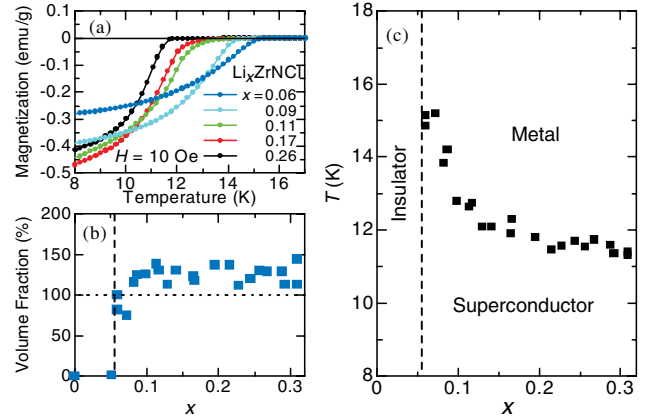 (a)
Magnetization (emu/g)
0.1
0
-0.1
-0.2
-0.3
-0.4
-0.5
LiₓZrNCl
x = 0.06
0.09
0.11
0.17
0.26
H = 10 Oe
8 10 12 14 16
Temperature (K)
(b)
Volume Fraction (%)
200
150
100
50
0
0 0.1 0.2 0.3
x
(c)
T (K)
18
16
14
12
10
8
Insulator
Metal
Superconductor
0 0.1 0.2 0.3
x